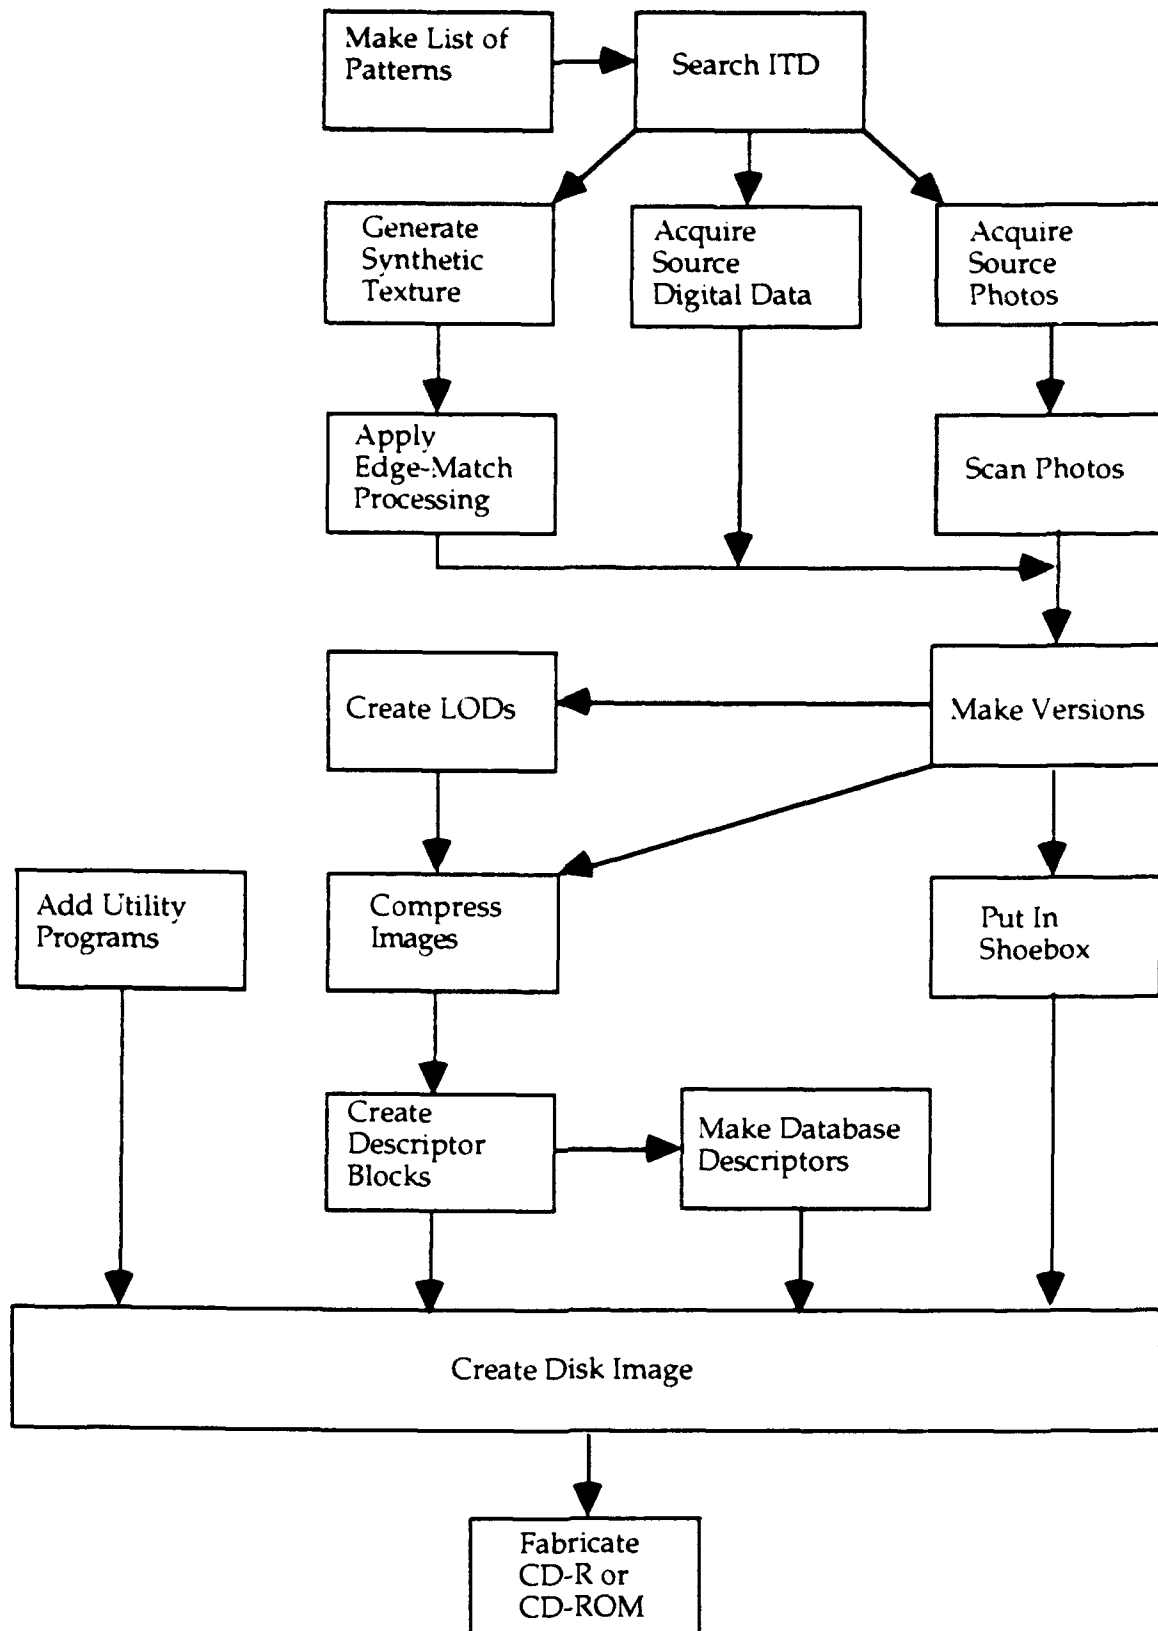 Make List of
Patterns
Search ITD
Generate
Synthetic
Texture
Acquire
Source
Digital Data
Acquire
Source
Photos
Apply
Edge-Match
Processing
Scan Photos
Create LODs
Make Versions
Add Utility
Programs
Compress
Images
Put In
Shoebox
Create
Descriptor
Blocks
Make Database
Descriptors
Create Disk Image
Fabricate
CD-R or
CD-ROM